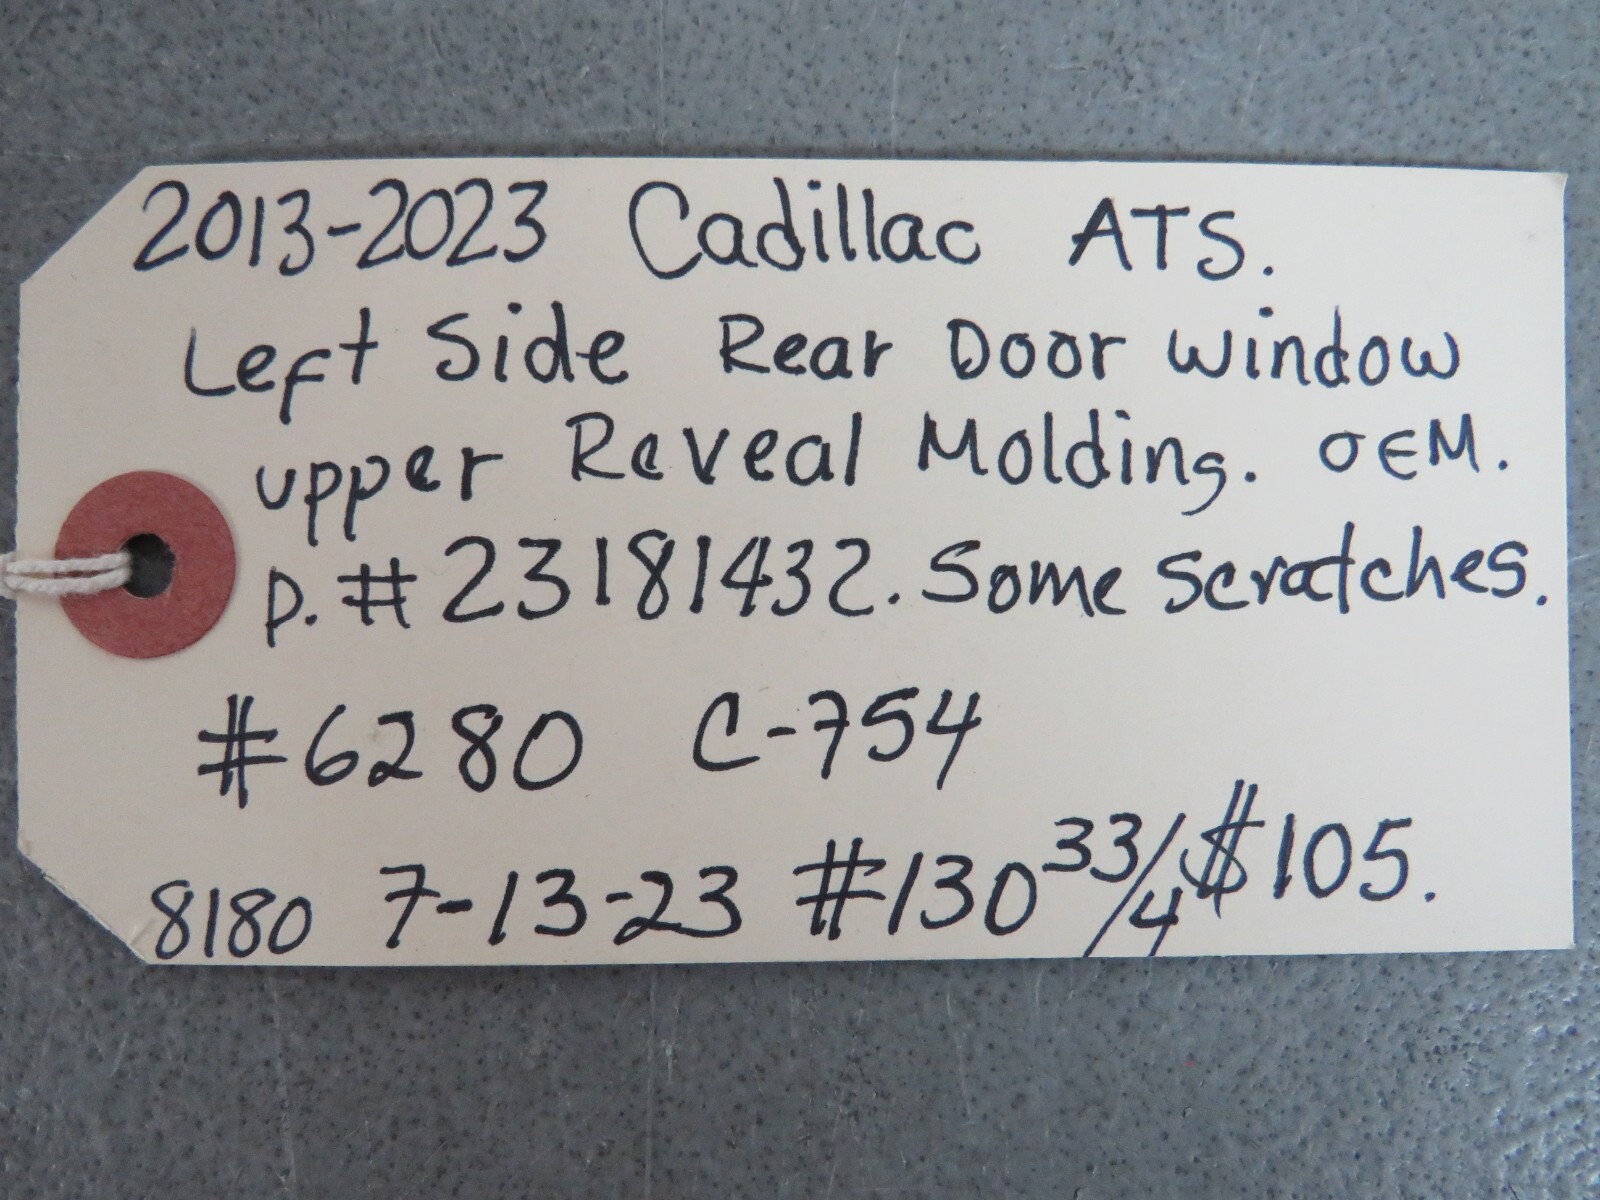 2013-2023 Cadillac ATS.
Left Side Rear Door Window
upper Reveal Molding. OEM.
P.#23181432. Some Scratches.
#6280 C-754
8180 7-13-23 #130 33/4 $105.